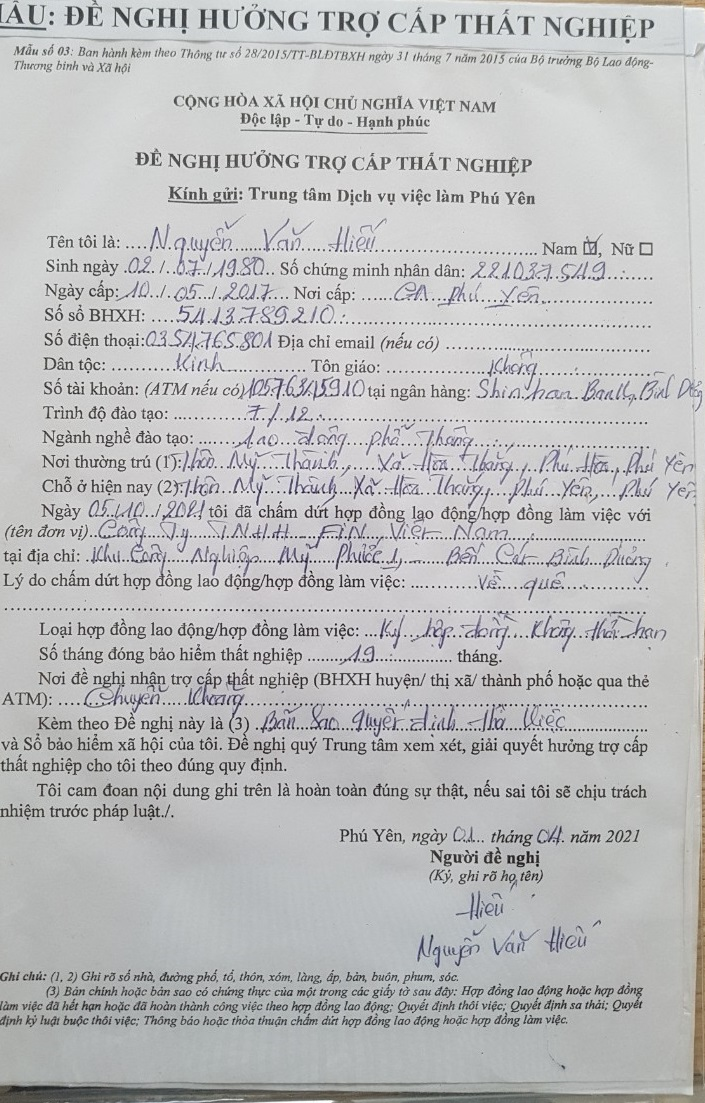 MẪU: ĐỀ NGHỊ HƯỞNG TRỢ CẤP THẤT NGHIỆP
Mẫu số 03: Ban hành kèm theo Thông tư số 28/2015/TT-BLĐTBXH ngày 31 tháng 7 năm 2015 của Bộ trưởng Bộ Lao động-
Thương binh và Xã hội
CỘNG HÒA XÃ HỘI CHỦ NGHĨA VIỆT NAM
Độc lập - Tự do - Hạnh phúc
ĐỀ NGHỊ HƯỞNG TRỢ CẤP THẤT NGHIỆP
Kính gửi: Trung tâm Dịch vụ việc làm Phú Yên
Tên tôi là: Nguyễn Văn Hiếu Nam ☑, Nữ ☐
Sinh ngày 02/07/1980 Số chứng minh nhân dân: 221037549
Ngày cấp: 10/05/2017 Nơi cấp: CA Phú Yên
Số sổ BHXH: 5413789210
Số điện thoại: 0354765801 Địa chỉ email (nếu có)
Dân tộc: Kinh Tôn giáo: Không
Số tài khoản: (ATM nếu có) tại ngân hàng: Shinhan Bank, Bình Dương
Trình độ đào tạo: 7/12
Ngành nghề đào tạo: Lao động phổ thông
Nơi thường trú (1): Thôn Mỹ Thành, Xã Hòa Thắng, Phú Hòa, Phú Yên
Chỗ ở hiện nay (2): Thôn Mỹ Thành Xã Hòa Thắng, Phú Yên, Phú Yên
Ngày 05/10/2021 tôi đã chấm dứt hợp đồng lao động/hợp đồng làm việc với
(tên đơn vị) Công Ty TNHH FIN Việt Nam
tại địa chỉ: Khu Công Nghiệp Mỹ Phước 1, Bến Cát Bình Dương
Lý do chấm dứt hợp đồng lao động/hợp đồng làm việc: Về quê
Loại hợp đồng lao động/hợp đồng làm việc: Ký hợp đồng không thời hạn
Số tháng đóng bảo hiểm thất nghiệp 19 tháng.
Nơi đề nghị nhận trợ cấp thất nghiệp (BHXH huyện/ thị xã/ thành phố hoặc qua thẻ
ATM): Chuyển Khoảng
Kèm theo Đề nghị này là (3) Bản Sao quyết định thôi Việc
và Sổ bảo hiểm xã hội của tôi. Đề nghị quý Trung tâm xem xét, giải quyết hưởng trợ cấp
thất nghiệp cho tôi theo đúng quy định.
Tôi cam đoan nội dung ghi trên là hoàn toàn đúng sự thật, nếu sai tôi sẽ chịu trách
nhiệm trước pháp luật./.
Phú Yên, ngày 01 tháng 04 năm 2021
Người đề nghị
(Ký, ghi rõ họ tên)
Hiếu
Nguyễn Văn Hiếu
Ghi chú: (1, 2) Ghi rõ số nhà, đường phố, tổ, thôn, xóm, làng, ấp, bản, buôn, phum, sóc.
(3) Bản chính hoặc bản sao có chứng thực của một trong các giấy tờ sau đây: Hợp đồng lao động hoặc hợp đồng
làm việc đã hết hạn hoặc đã hoàn thành công việc theo hợp đồng lao động; Quyết định thôi việc; Quyết định sa thải; Quyết
định kỷ luật buộc thôi việc; Thông báo hoặc thỏa thuận chấm dứt hợp đồng lao động hoặc hợp đồng làm việc.